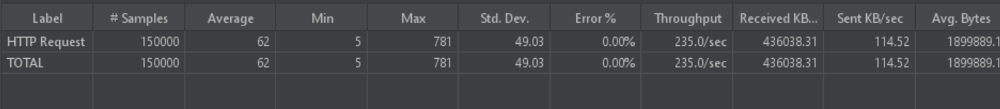 Label # Samples Average Min Max Std. Dev. Error % Throughput Received KB... Sent KB/sec Avg. Bytes
HTTP Request 150000 62 5 781 49.03 0.00% 235.0/sec 436038.31 114.52 1899889.1
TOTAL 150000 62 5 781 49.03 0.00% 235.0/sec 436038.31 114.52 1899889.1